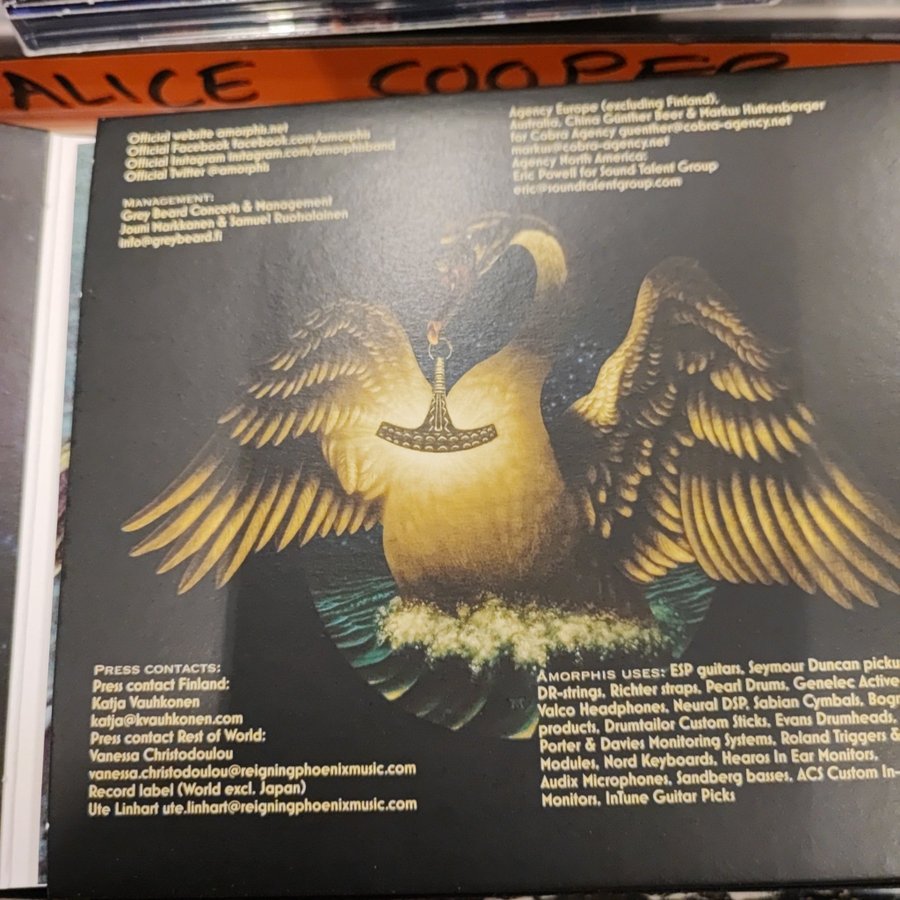 ALICE COOPER
Official website amorphis.net
Official Facebook facebook.com/amorphis
Official Instagram instagram.com/amorphisband
Official Twitter @amorphis
MANAGEMENT:
Grey Beard Concerts & Management
Jouni Markkanen & Samuel Ruotsalainen
info@greybeard.fi
Agency Europe (excluding Finland),
Australia, China Günther Beer & Markus Huffenberger
for Cobra Agency guenther@cobra-agency.net
markus@cobra-agency.net
Agency North America:
Eric Powell for Sound Talent Group
eric@soundtalentgroup.com
PRESS CONTACTS:
Press contact Finland:
Katja Vauhkonen
katja@kvauhkonen.com
Press contact Rest of World:
Vanessa Christodoulou
vanessa.christodoulou@reigningphoenixmusic.com
Record label (World excl. Japan)
Ute Linhart ute.linhart@reigningphoenixmusic.com
AMORPHIS USES: ESP guitars, Seymour Duncan picku
DR-strings, Richter straps, Pearl Drums, Genelec Active
Valco Headphones, Neural DSP, Sabian Cymbals, Bogn
products, Drumtailor Custom Sticks, Evans Drumheads,
Porter & Davies Monitoring Systems, Roland Triggers &
Modules, Nord Keyboards, Hearos In Ear Monitors,
Audix Microphones, Sandberg basses, ACS Custom In-
Monitors, InTune Guitar Picks